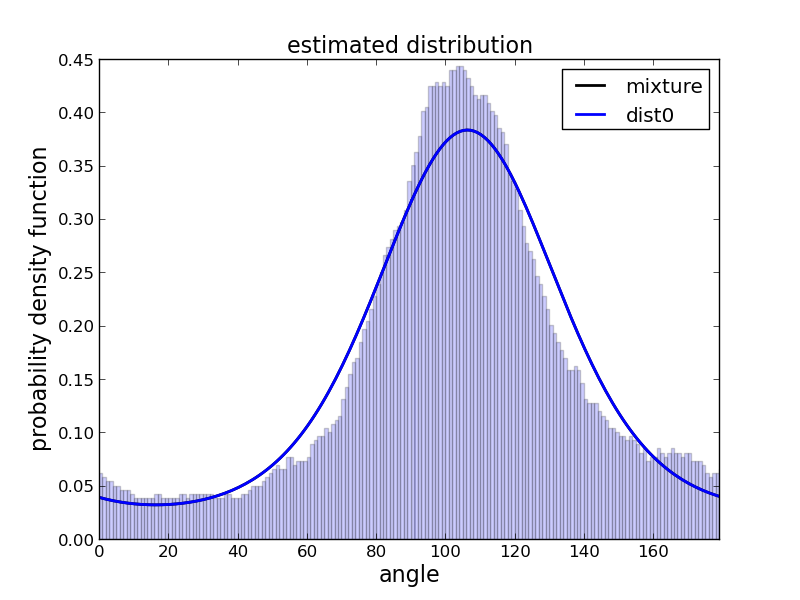 estimated distribution
mixture
dist0
probability density function
0.45
0.40
0.35
0.30
0.25
0.20
0.15
0.10
0.05
0.00
0 20 40 60 80 100 120 140 160
angle